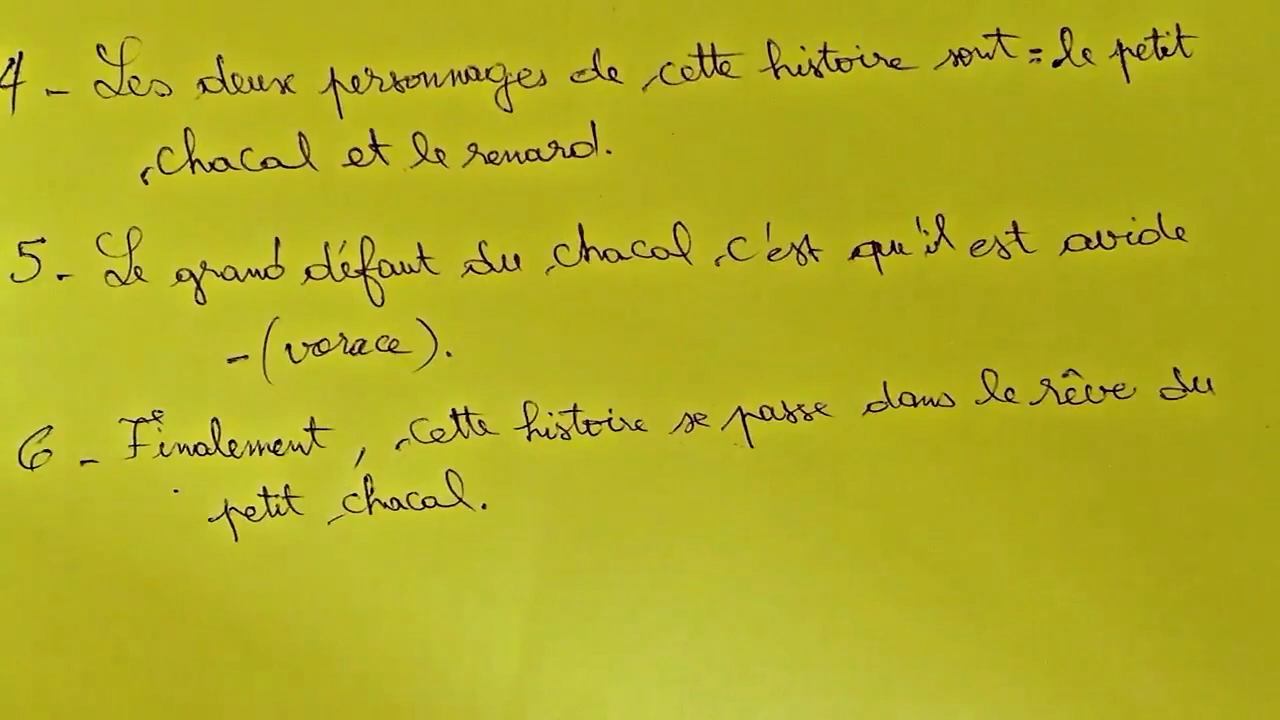 4 - Les deux personnages de cette histoire sont = le petit
chacal et le renard.
5 - Le grand défaut du chacal c'est qu'il est avide
- (vorace).
6 - Finalement, cette histoire se passe dans le rêve du
petit chacal.